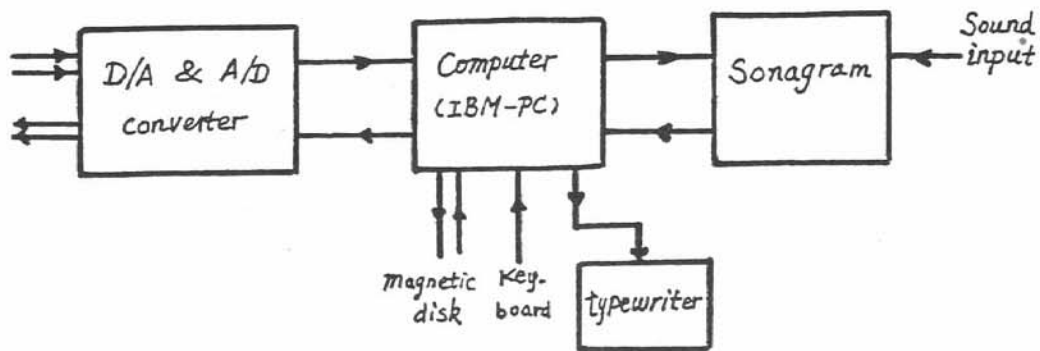 D/A & A/D
converter
Computer
(IBM-PC)
Sonagram
Sound
input
magnetic
disk
Key-
board
typewriter